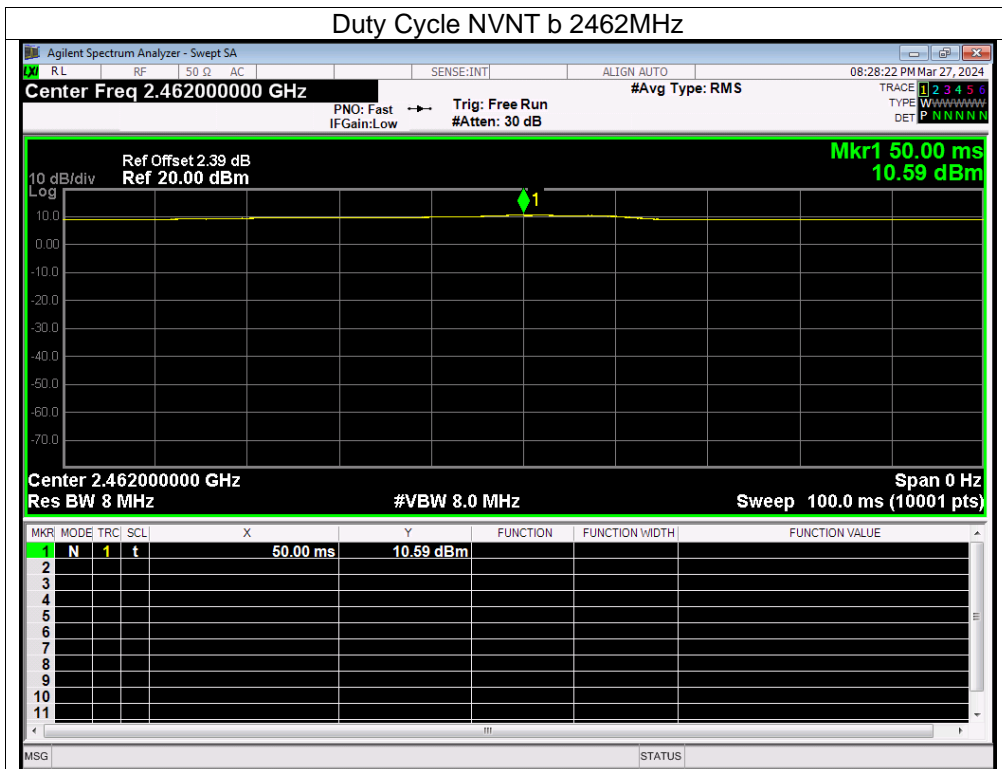 Duty Cycle NVNT b 2462MHz
Agilent Spectrum Analyzer - Swept SA
LXI RL RF 50 Ω AC SENSE:INT ALIGN AUTO 08:28:22 PM Mar 27, 2024
Center Freq 2.462000000 GHz #Avg Type: RMS TRACE 1 2 3 4 5 6
PNO: Fast Trig: Free Run TYPE WWWWWW
IFGain:Low #Atten: 30 dB DET P N N N N N
Mkr1 50.00 ms
Ref Offset 2.39 dB
10 dB/div Ref 20.00 dBm 10.59 dBm
Log
1
10.0
0.00
-10.0
-20.0
-30.0
-40.0
-50.0
-60.0
-70.0
Center 2.462000000 GHz Span 0 Hz
Res BW 8 MHz #VBW 8.0 MHz Sweep 100.0 ms (10001 pts)
MKR MODE TRC SCL X Y FUNCTION FUNCTION WIDTH FUNCTION VALUE
1 N 1 t 50.00 ms 10.59 dBm
2
3
4
5
6
7
8
9
10
11
MSG STATUS